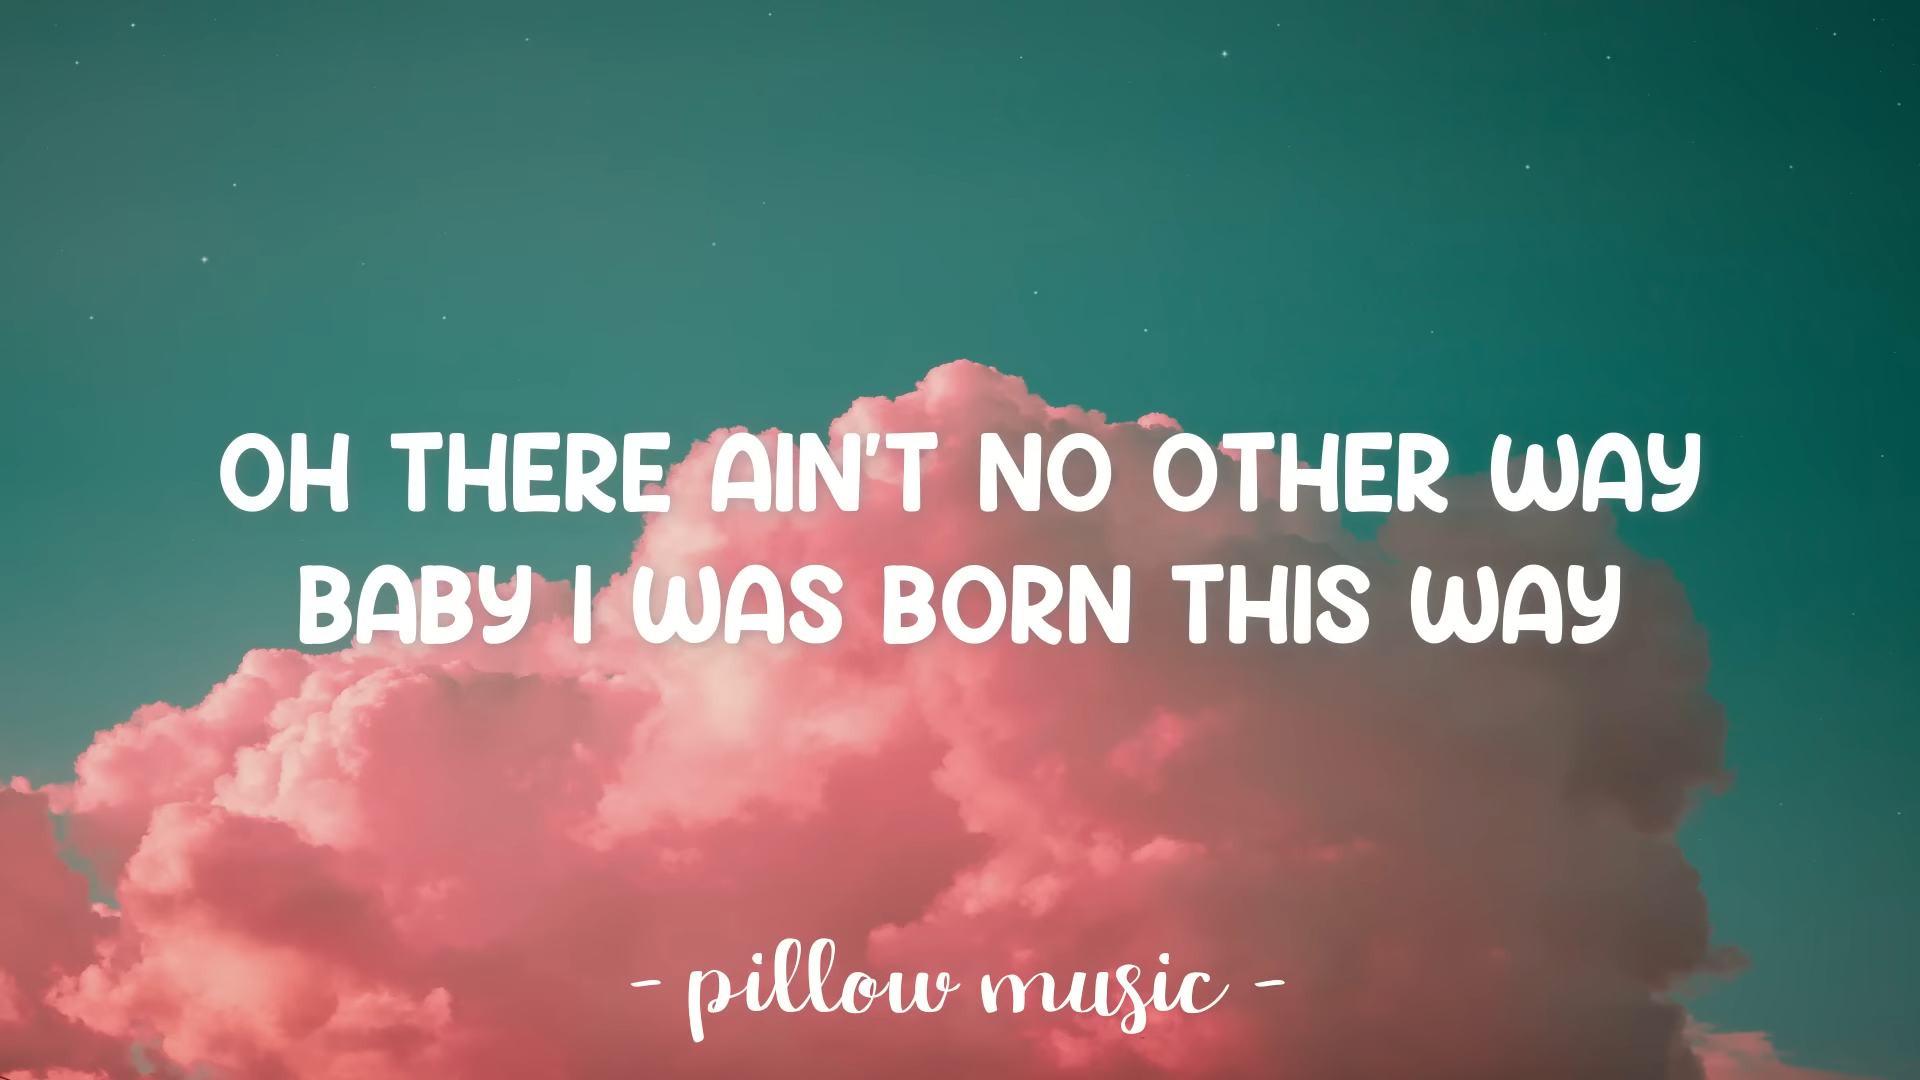 OH THERE AIN'T NO OTHER WAY
BABY I WAS BORN THIS WAY
- pillow music -